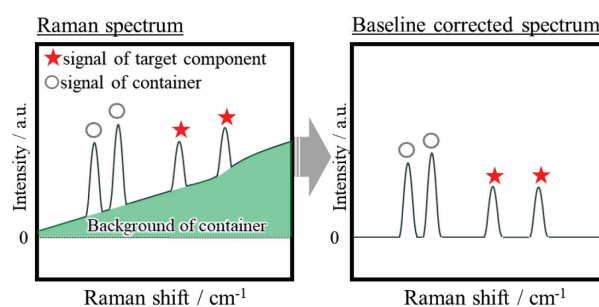 Raman spectrum
★signal of target component
○signal of container
Intensity / a.u.
Background of container
0
Raman shift / cm⁻¹
Baseline corrected spectrum
Intensity / a.u.
0
Raman shift / cm⁻¹